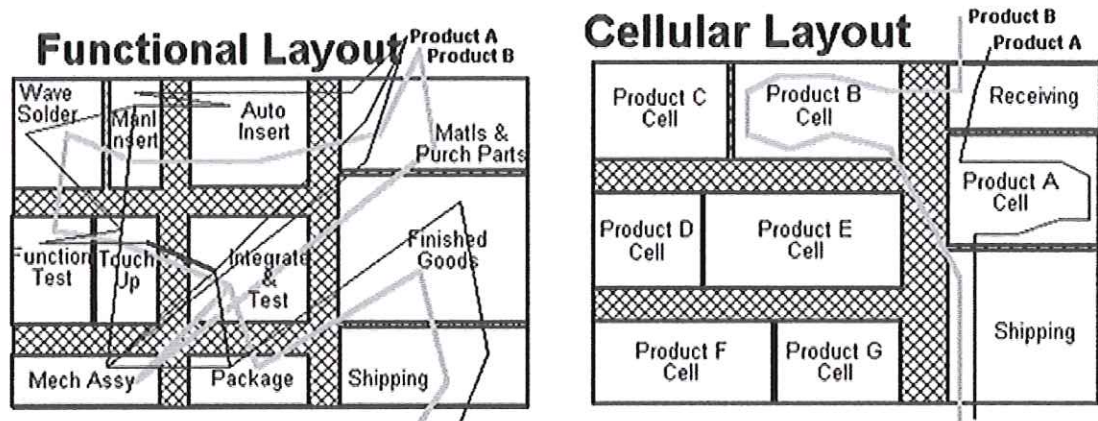 Functional Layout
Product A
Product B
Wave
Solder
Manl
Insert
Auto
Insert
Matls &
Purch Parts
Function
Test
Touch
Up
Integrate
&
Test
Finished
Goods
Mech Assy
Package
Shipping
Cellular Layout
Product B
Product A
Product C
Cell
Product B
Cell
Receiving
Product A
Cell
Product D
Cell
Product E
Cell
Product F
Cell
Product G
Cell
Shipping